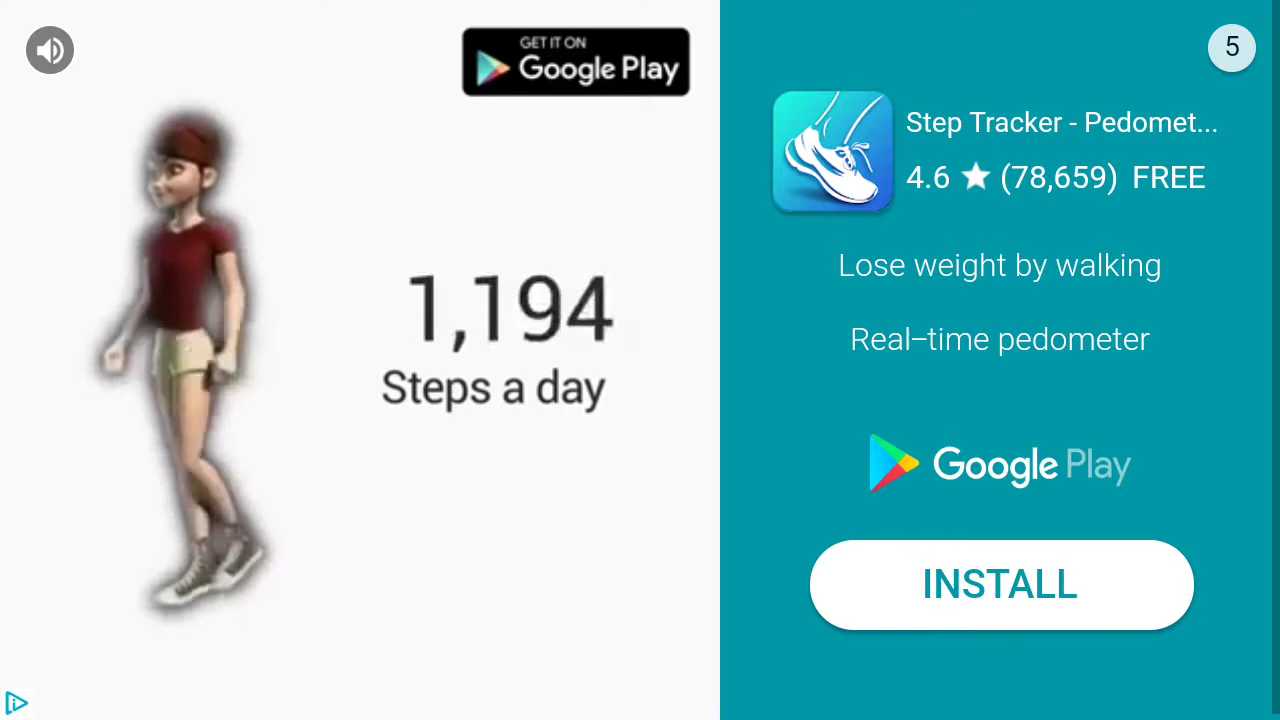 GET IT ON
Google Play
1,194
Steps a day
5
Step Tracker - Pedomet...
4.6 ★ (78,659) FREE
Lose weight by walking
Real-time pedometer
Google Play
INSTALL